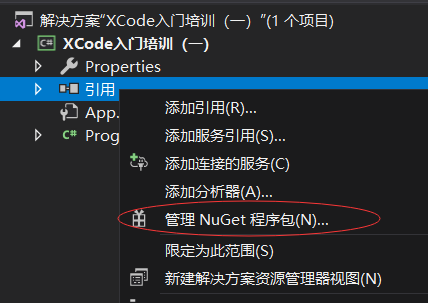 解决方案“XCode入门培训（一）”(1 个项目)
C# XCode入门培训（一）
Properties
引用
App.
C# Prog
添加引用(R)...
添加服务引用(S)...
添加连接的服务(C)
添加分析器(A)...
管理 NuGet 程序包(N)...
限定为此范围(S)
新建解决方案资源管理器视图(N)